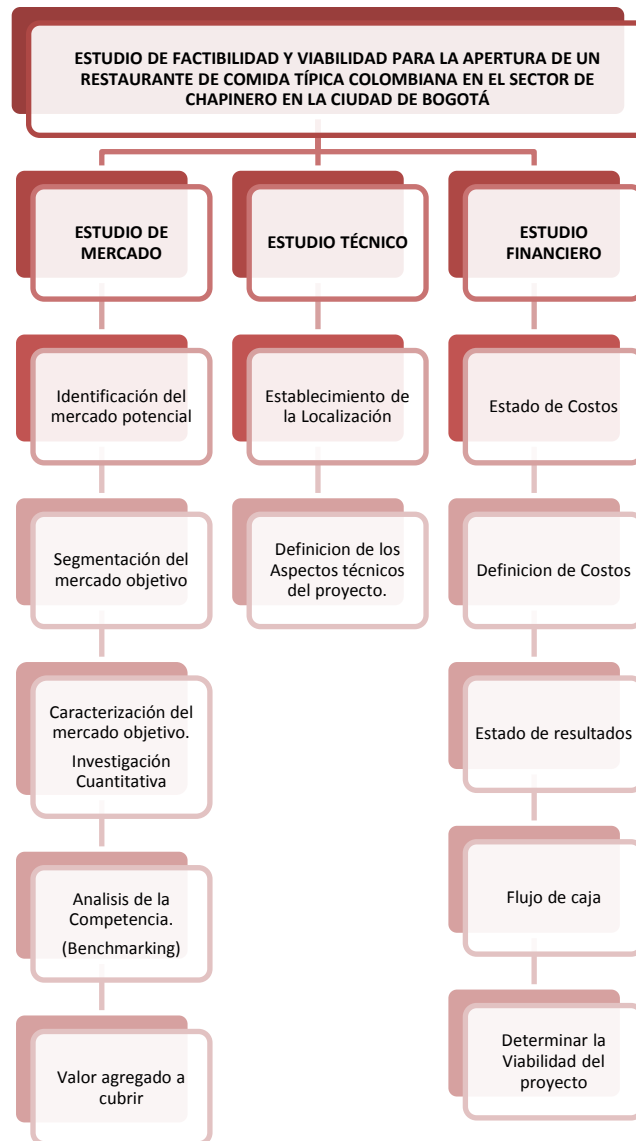 ESTUDIO DE FACTIBILIDAD Y VIABILIDAD PARA LA APERTURA DE UN
RESTAURANTE DE COMIDA TÍPICA COLOMBIANA EN EL SECTOR DE
CHAPINERO EN LA CIUDAD DE BOGOTÁ
ESTUDIO DE
MERCADO
Identificación del
mercado potencial
Segmentación del
mercado objetivo
Caracterización del
mercado objetivo.
Investigación
Cuantitativa
Analisis de la
Competencia.
(Benchmarking)
Valor agregado a
cubrir
ESTUDIO TÉCNICO
Establecimiento de
la Localización
Definicion de los
Aspectos técnicos
del proyecto.
ESTUDIO
FINANCIERO
Estado de Costos
Definicion de Costos
Estado de resultados
Flujo de caja
Determinar la
Viabilidad del
proyecto